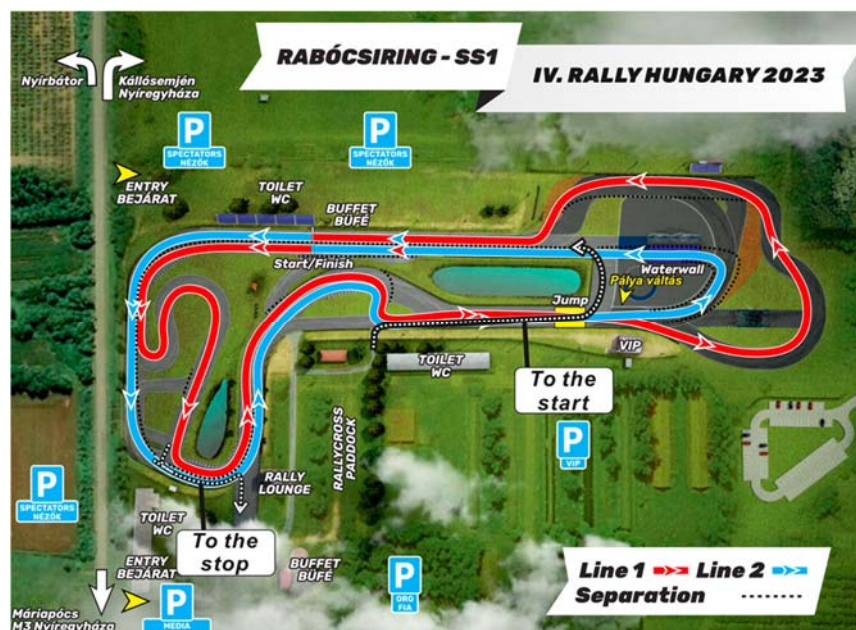 RABÓCSIRING - SS1
IV. RALLY HUNGARY 2023
Nyírbátor
Kállósemjén
Nyíregyháza
P
SPECTATORS
NÉZŐK
P
SPECTATORS
NÉZŐK
ENTRY
BEJÁRAT
TOILET
WC
BUFFET
BÜFÉ
Start/Finish
Waterwall
Pálya váltás
Jump
VIP
TOILET
WC
To the
start
RALLYCROSS
PADDOCK
P
VIP
P
SPECTATORS
NÉZŐK
RALLY
LOUNGE
TOILET
WC
To the
stop
ENTRY
BEJÁRAT
BUFFET
BÜFÉ
P
ORG
FIA
P
MEDIA
Máriapócs
M3 Nyíregyháza
Line 1
Line 2
Separation